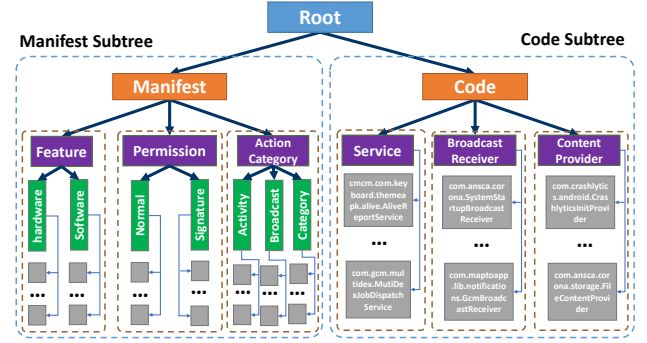 Root
Manifest Subtree
Code Subtree
Manifest
Code
Feature
Permission
Action
Category
Service
Broadcast
Receiver
Content
Provider
hardware
Software
Normal
Signature
Activity
Broadcast
Category
cmcm.com.key
board.themea
pk.alive.AliveR
eportService
com.ansca.cor
ona.SystemSta
rtupBroadcast
Receiver
com.crashlytic
s.android.Cras
hlyticsInitProvi
der
...
...
...
...
...
...
...
...
...
...
com.gcm.mul
tidex.MutiDe
xJobDispatch
Service
com.maptoapp
.lib.notificatio
ns.GcmBroadc
astReceiver
com.ansca.cor
ona.storage.Fil
eContentProvi
der